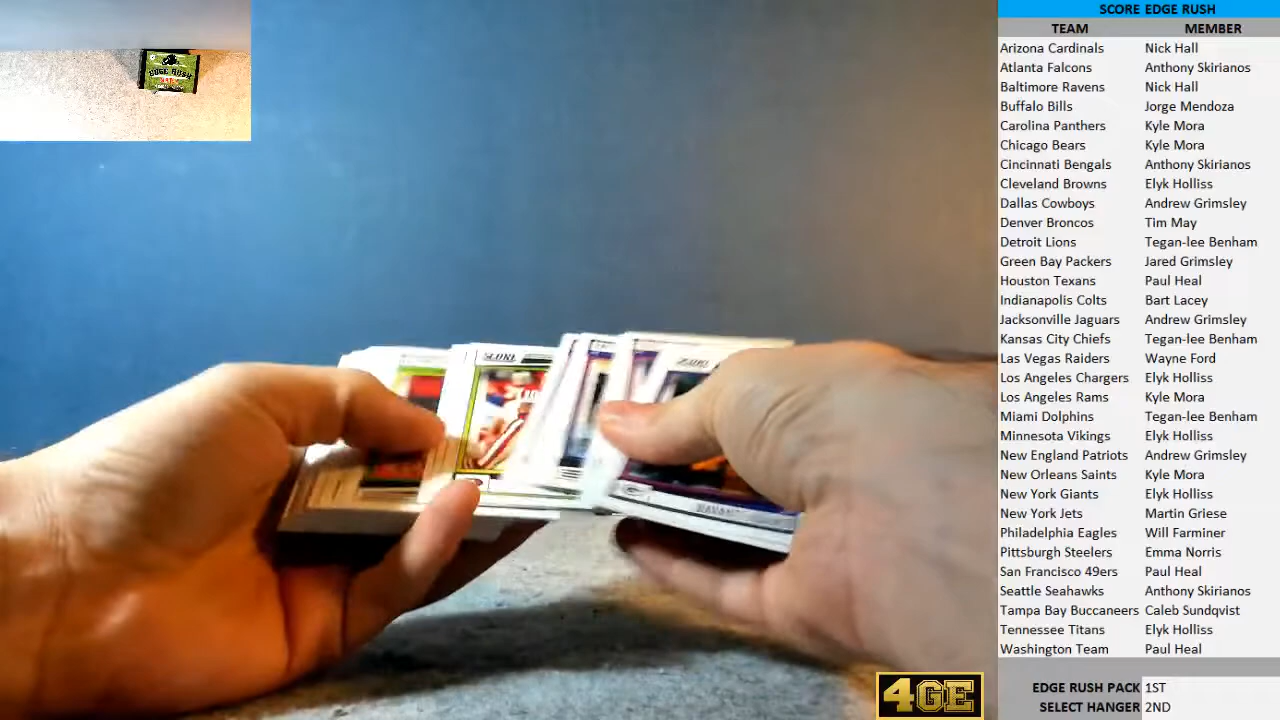 SCORE EDGE RUSH
TEAM MEMBER
Arizona Cardinals Nick Hall
Atlanta Falcons Anthony Skirianos
Baltimore Ravens Nick Hall
Buffalo Bills Jorge Mendoza
Carolina Panthers Kyle Mora
Chicago Bears Kyle Mora
Cincinnati Bengals Anthony Skirianos
Cleveland Browns Elyk Holliss
Dallas Cowboys Andrew Grimsley
Denver Broncos Tim May
Detroit Lions Tegan-lee Benham
Green Bay Packers Jared Grimsley
Houston Texans Paul Heal
Indianapolis Colts Bart Lacey
Jacksonville Jaguars Andrew Grimsley
Kansas City Chiefs Tegan-lee Benham
Las Vegas Raiders Wayne Ford
Los Angeles Chargers Elyk Holliss
Los Angeles Rams Kyle Mora
Miami Dolphins Tegan-lee Benham
Minnesota Vikings Elyk Holliss
New England Patriots Andrew Grimsley
New Orleans Saints Kyle Mora
New York Giants Elyk Holliss
New York Jets Martin Griese
Philadelphia Eagles Will Farminer
Pittsburgh Steelers Emma Norris
San Francisco 49ers Paul Heal
Seattle Seahawks Anthony Skirianos
Tampa Bay Buccaneers Caleb Sundqvist
Tennessee Titans Elyk Holliss
Washington Team Paul Heal
EDGE RUSH PACK 1ST
SELECT HANGER 2ND
4GE
EDGE RUSH